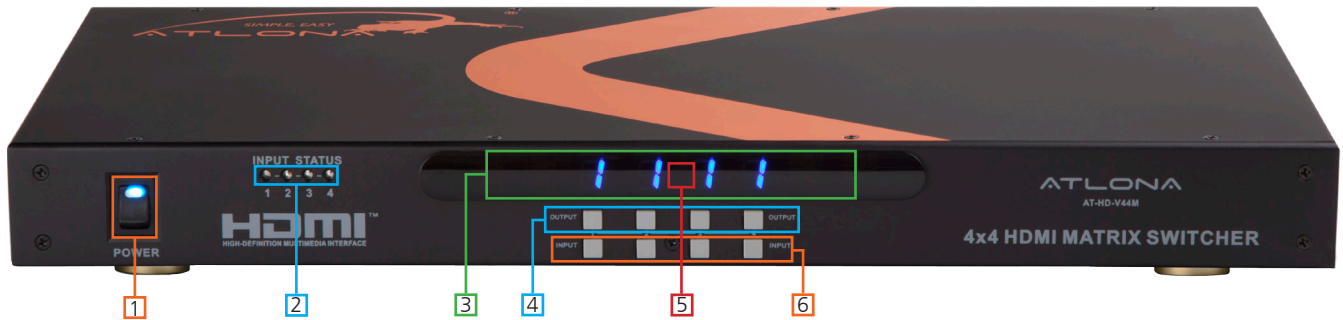 SIMPLE, EASY
ATLONA
INPUT STATUS
1 2 3 4
HDMI™
HIGH-DEFINITION MULTIMEDIA INTERFACE
POWER
1 1 1 1
OUTPUT OUTPUT
INPUT INPUT
ATLONA
AT-HD-V44M
4x4 HDMI MATRIX SWITCHER
1 2 3 4 5 6